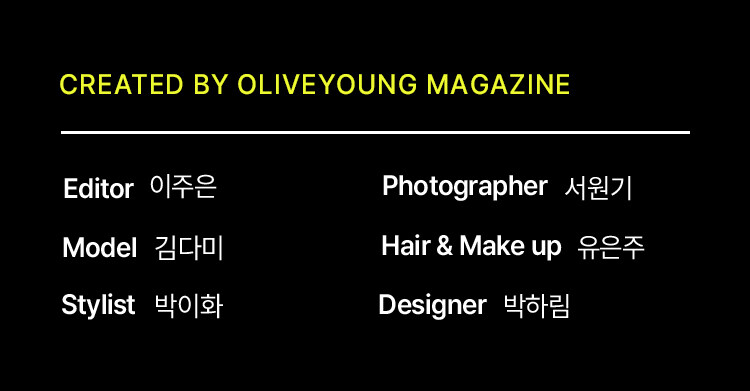 CREATED BY OLIVEYOUNG MAGAZINE
Editor 이주은 Photographer 서원기
Model 김다미 Hair & Make up 유은주
Stylist 박이화 Designer 박하림